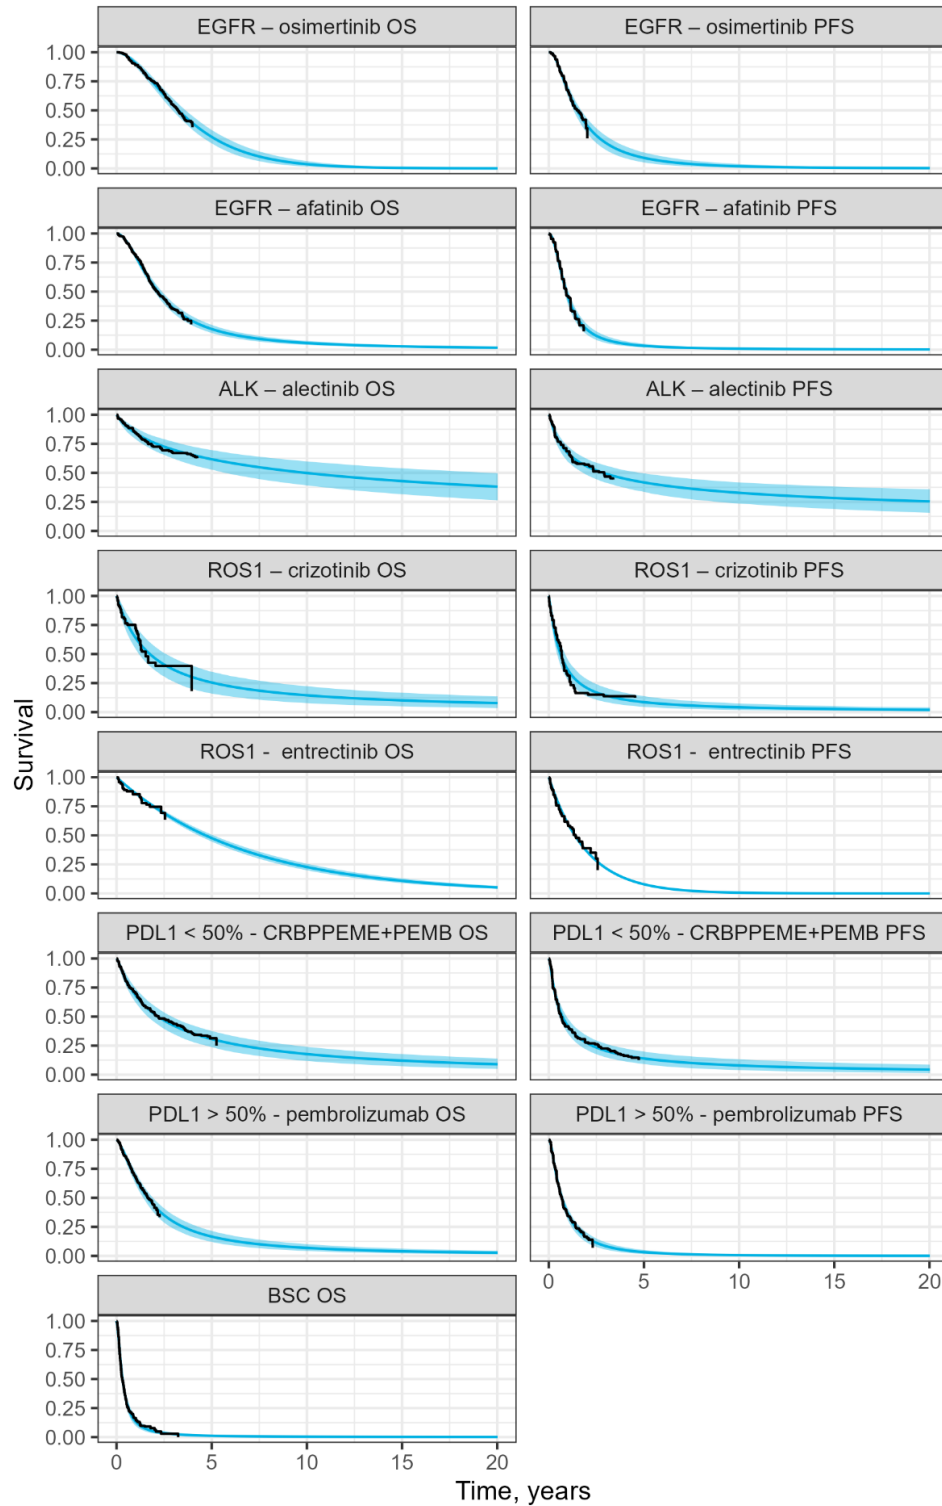 EGFR – osimertinib OS
EGFR – osimertinib PFS
1.00
0.75
0.50
0.25
0.00
EGFR – afatinib OS
EGFR – afatinib PFS
1.00
0.75
0.50
0.25
0.00
ALK – alectinib OS
ALK – alectinib PFS
1.00
0.75
0.50
0.25
0.00
ROS1 – crizotinib OS
ROS1 – crizotinib PFS
1.00
0.75
0.50
0.25
0.00
Survival
ROS1 -  entrectinib OS
ROS1 -  entrectinib PFS
1.00
0.75
0.50
0.25
0.00
PDL1 < 50% - CRBPPEME+PEMB OS
PDL1 < 50% - CRBPPEME+PEMB PFS
1.00
0.75
0.50
0.25
0.00
PDL1 > 50% - pembrolizumab OS
PDL1 > 50% - pembrolizumab PFS
1.00
0.75
0.50
0.25
0.00
0 5 10 15 20
BSC OS
1.00
0.75
0.50
0.25
0.00
0 5 10 15 20
Time, years